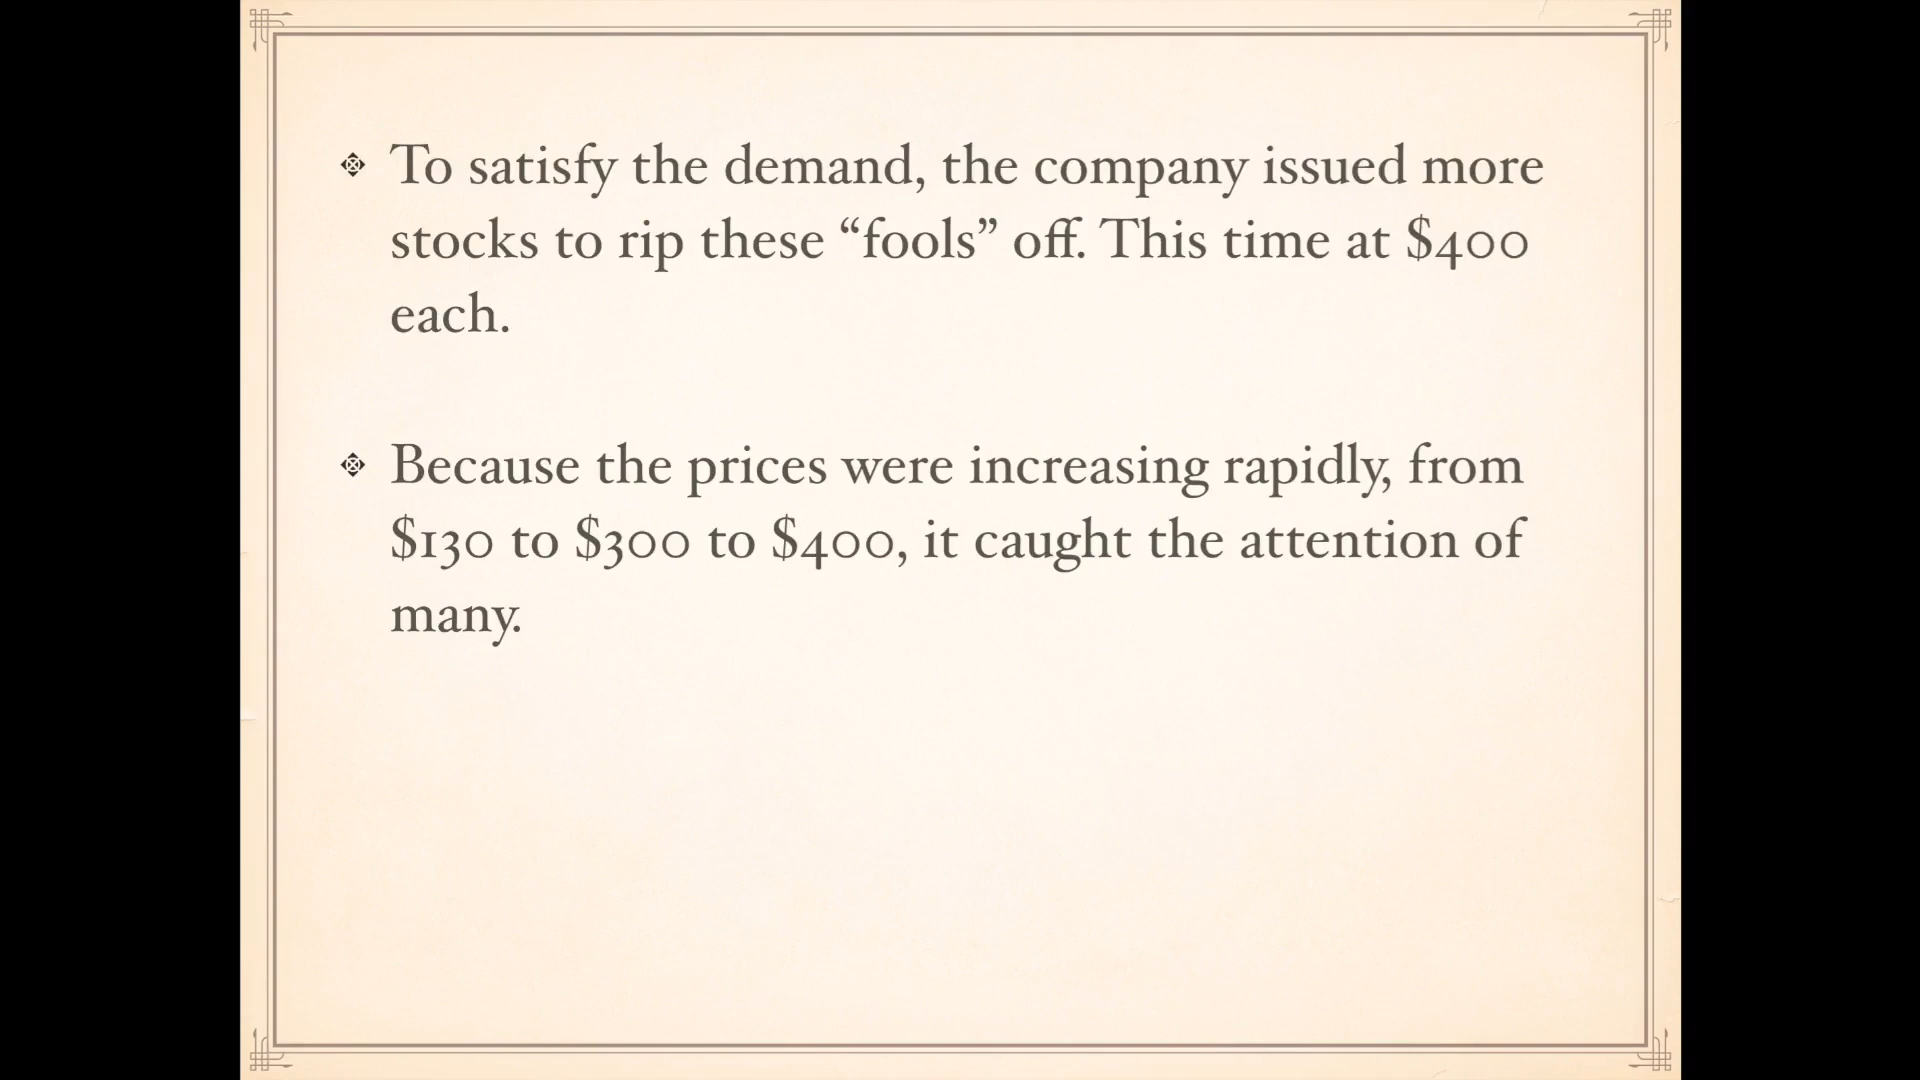 To satisfy the demand, the company issued more
stocks to rip these “fools” off. This time at $400
each.
Because the prices were increasing rapidly, from
$130 to $300 to $400, it caught the attention of
many.